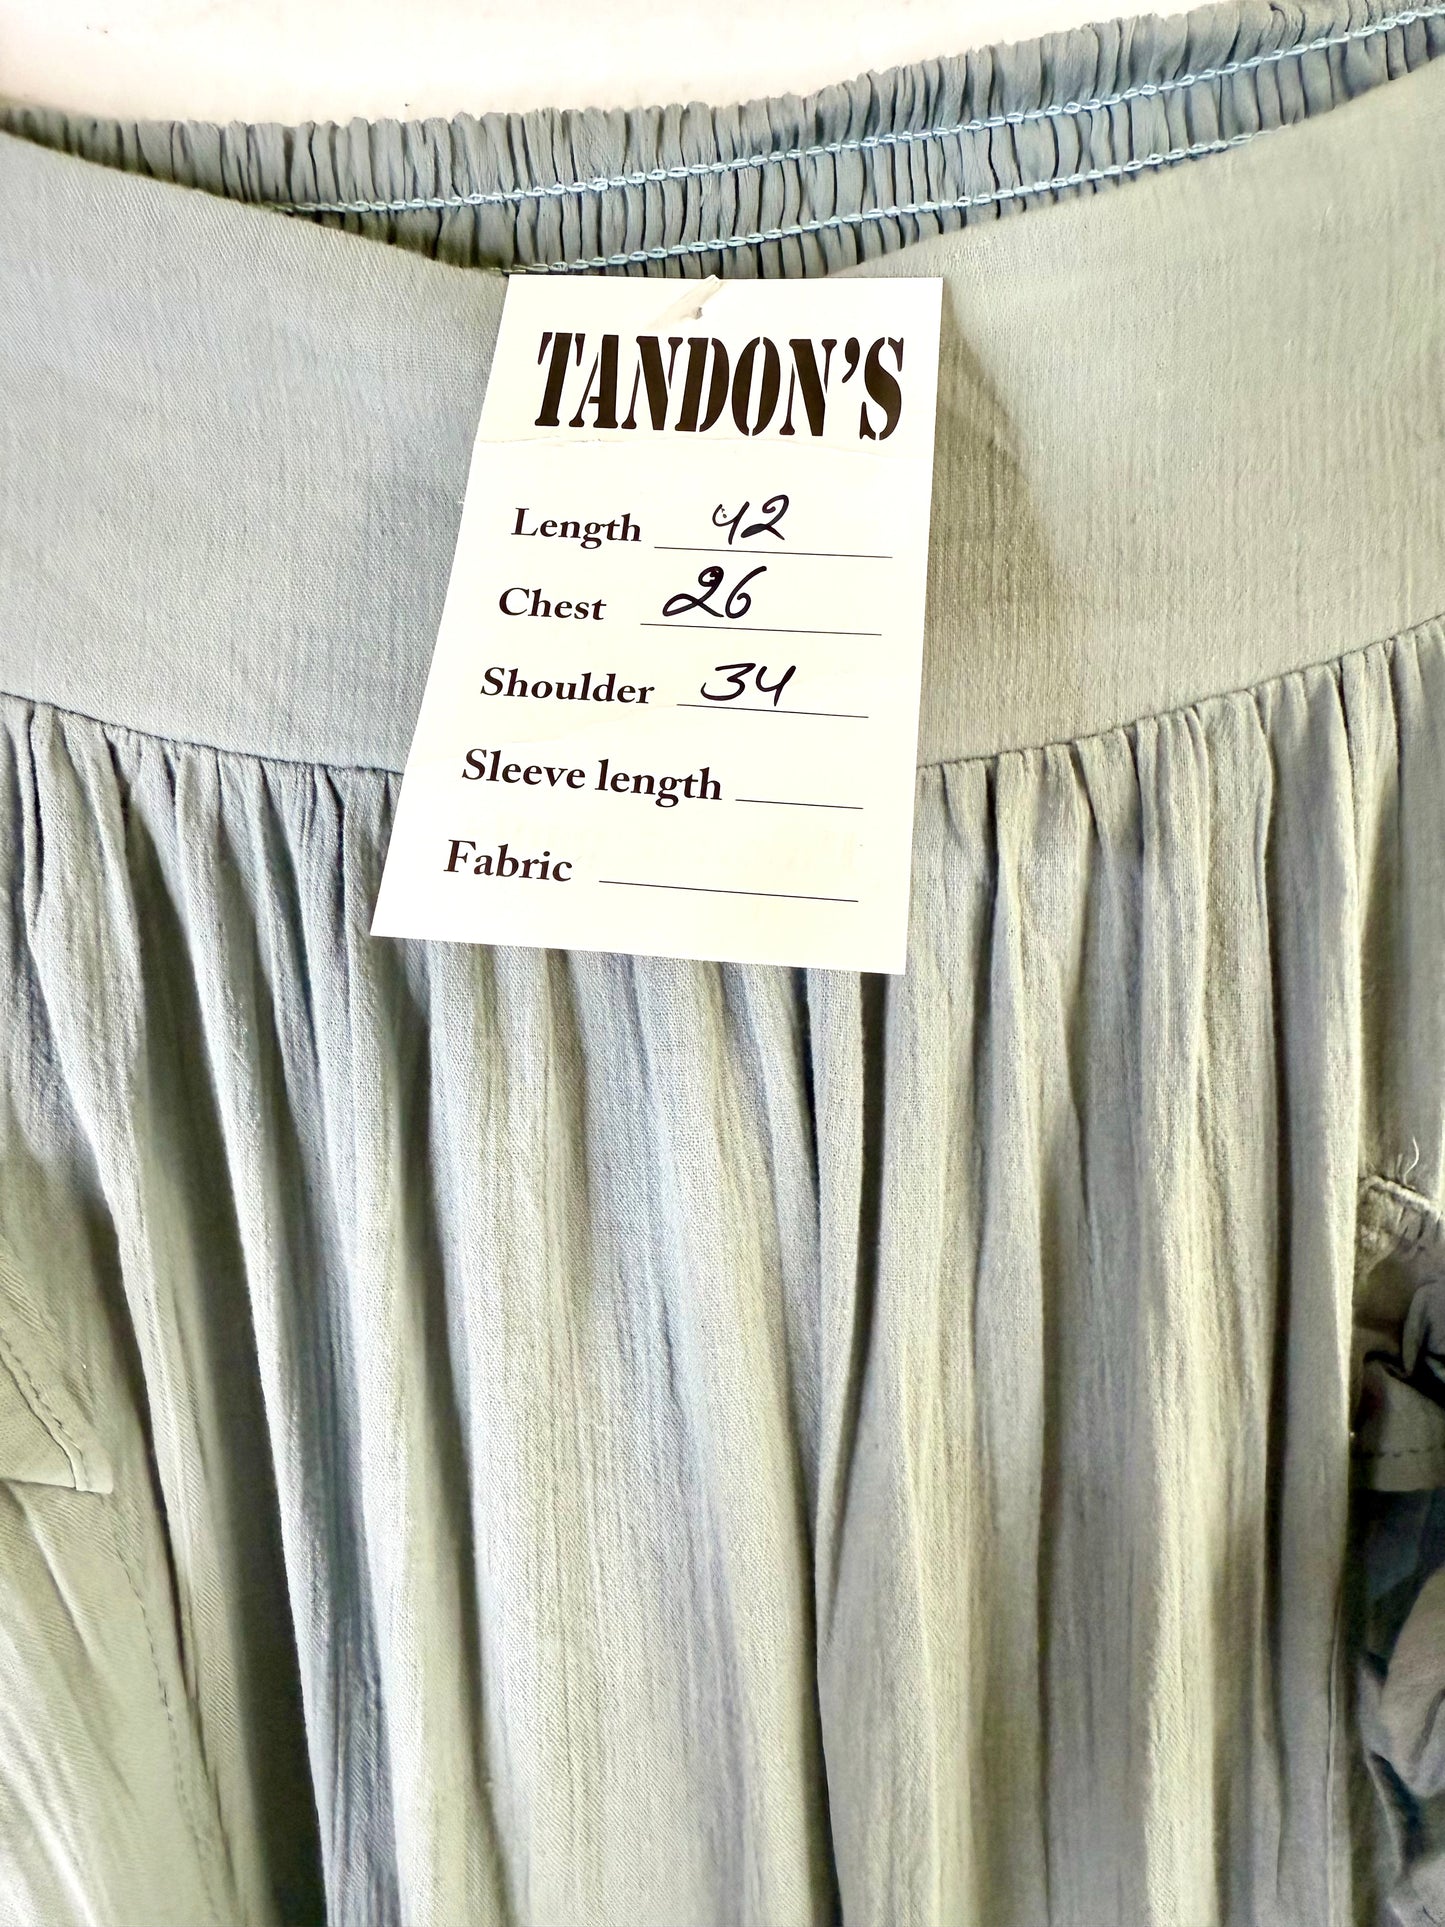 TANDON'S
Length 42
Chest 26
Shoulder 34
Sleeve length
Fabric